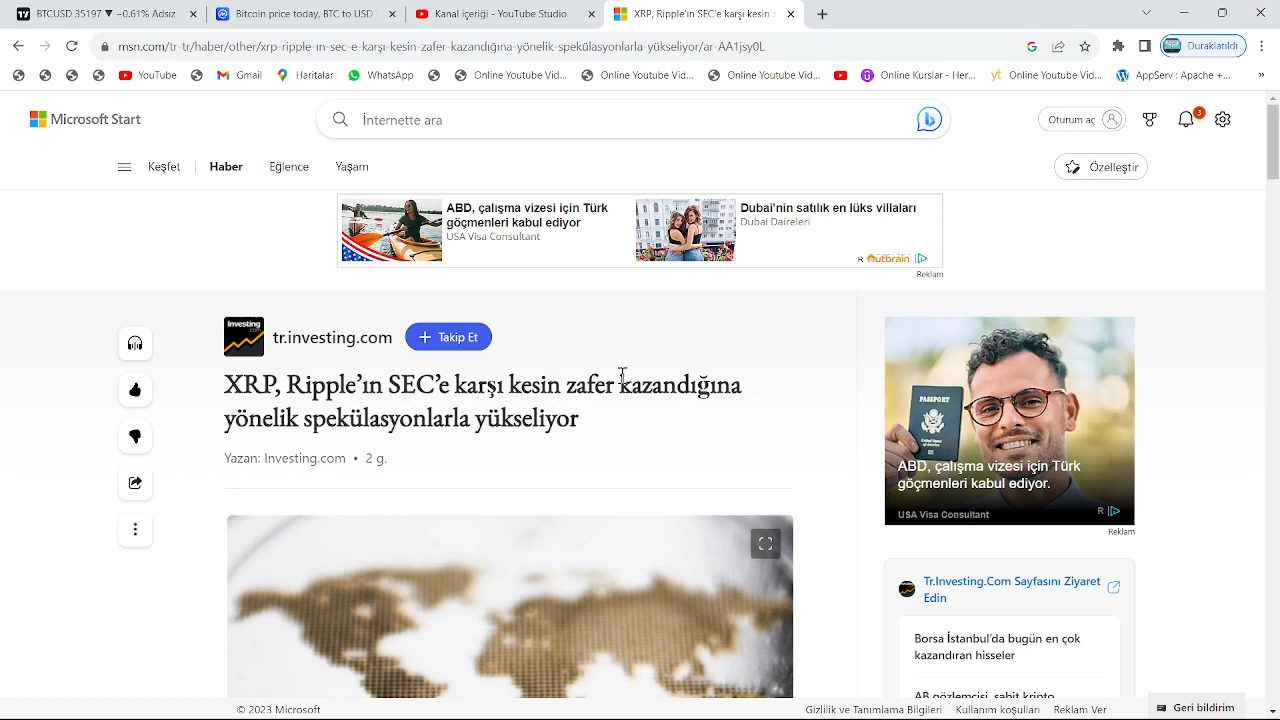 BTCUSD 35197 ▼ −0.61% Adsız
Bitcoin price today, BTC to USD
Kanal içeriği - YouTube Studio
XRP, Ripple'ın SEC'e karşı kesin z
msn.com/tr-tr/haber/other/xrp-ripple-ın-sec-e-karşı-kesin-zafer-kazandığına-yönelik-spekülasyonlarla-yükseliyor/ar-AA1jsy0L
Duraklatıldı
YouTube
Gmail
Haritalar
WhatsApp
Online Youtube Vid...
Online Youtube Vid...
Online Youtube Vid...
Online Kurslar - Her...
Online Youtube Vid...
AppServ : Apache +...
Microsoft Start
İnternette ara
Oturum aç
3
Keşfet
Haber
Eğlence
Yaşam
Özelleştir
ABD, çalışma vizesi için Türk
göçmenleri kabul ediyor
USA Visa Consultant
Dubai'nin satılık en lüks villaları
Dubai Daireleri
R Outbrain
Reklam
Investing
.com
tr.investing.com
+ Takip Et
XRP, Ripple’ın SEC’e karşı kesin zafer kazandığına
yönelik spekülasyonlarla yükseliyor
Yazan: Investing.com • 2 g.
PASSPORT
ABD, çalışma vizesi için Türk
göçmenleri kabul ediyor.
USA Visa Consultant
R
Reklam
Tr.Investing.Com Sayfasını Ziyaret
Edin
Borsa İstanbul’da bugün en çok
kazandıran hisseler
AB gözlemcisi, sabit kripto
© 2023 Microsoft
Gizlilik ve Tanımlama Bilgileri
Kullanım koşulları
Reklam Ver
Geri bildirim